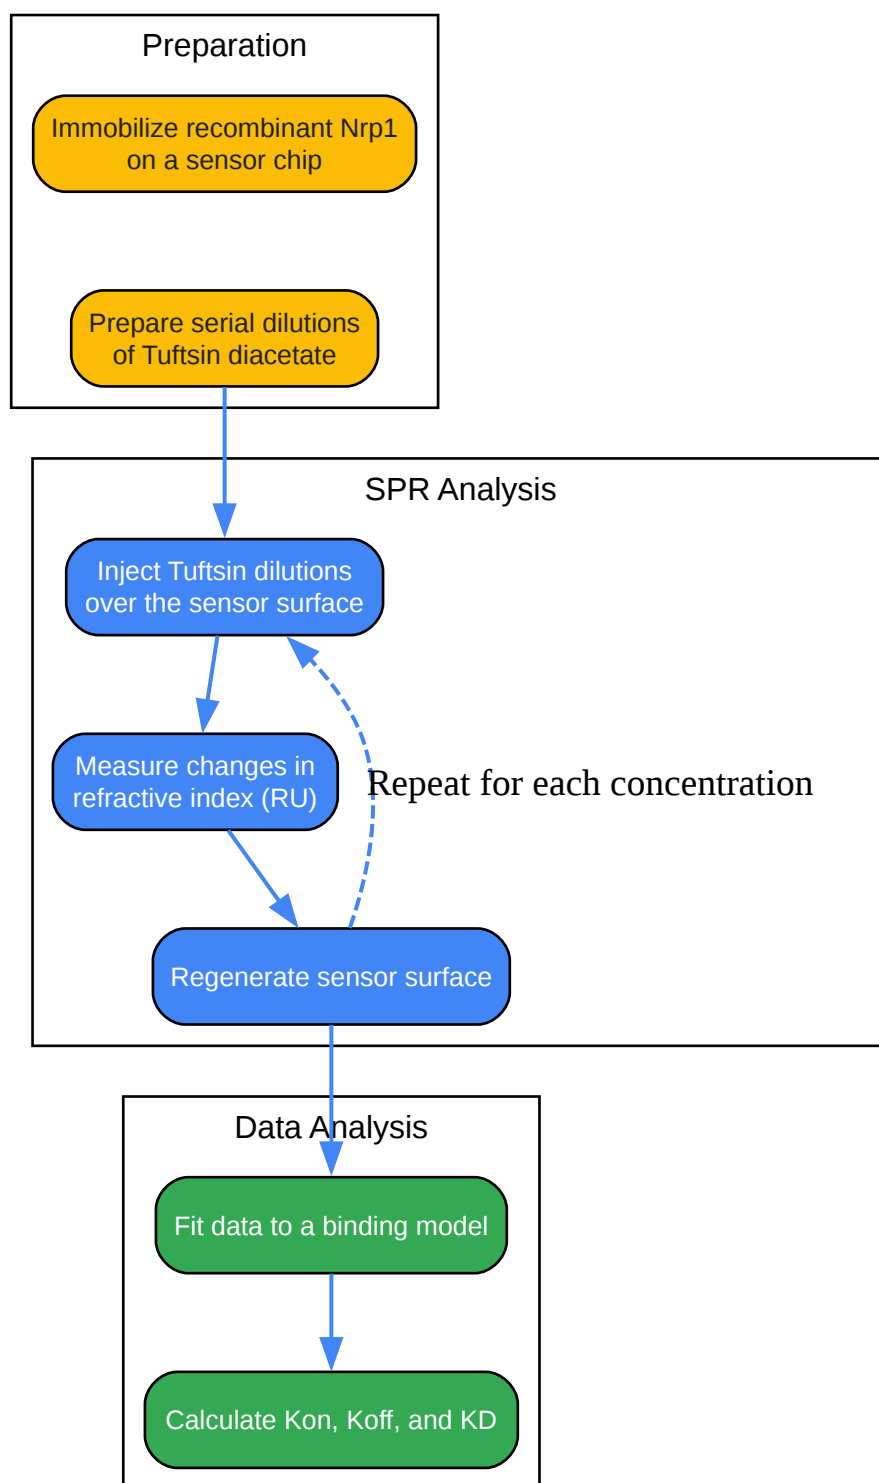 Preparation
Immobilize recombinant Nrp1
on a sensor chip
Prepare serial dilutions
of Tuftsin diacetate
SPR Analysis
Inject Tuftsin dilutions
over the sensor surface
Measure changes in
refractive index (RU)
Repeat for each concentration
Regenerate sensor surface
Data Analysis
Fit data to a binding model
Calculate Kon, Koff, and KD